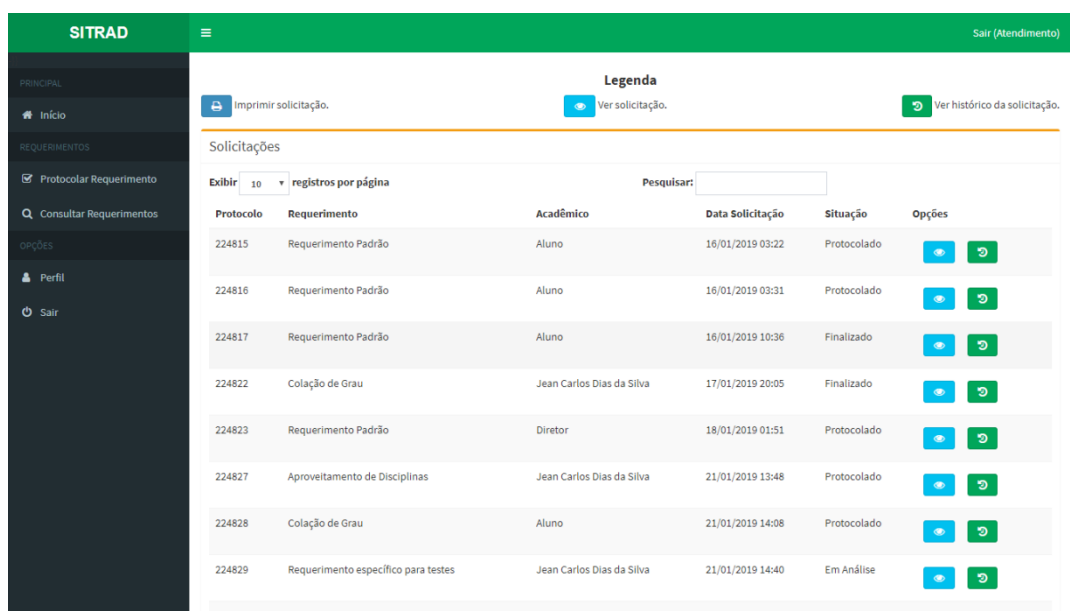 SITRAD
Sair (Atendimento)
PRINCIPAL
Início
REQUERIMENTOS
Protocolar Requerimento
Consultar Requerimentos
OPÇÕES
Perfil
Sair
Legenda
Imprimir solicitação. Ver solicitação. Ver histórico da solicitação.
Solicitações
Exibir 10 registros por página Pesquisar:
Protocolo Requerimento Acadêmico Data Solicitação Situação Opções
224815 Requerimento Padrão Aluno 16/01/2019 03:22 Protocolado
224816 Requerimento Padrão Aluno 16/01/2019 03:31 Protocolado
224817 Requerimento Padrão Aluno 16/01/2019 10:36 Finalizado
224822 Colação de Grau Jean Carlos Dias da Silva 17/01/2019 20:05 Finalizado
224823 Requerimento Padrão Diretor 18/01/2019 01:51 Protocolado
224827 Aproveitamento de Disciplinas Jean Carlos Dias da Silva 21/01/2019 13:48 Protocolado
224828 Colação de Grau Aluno 21/01/2019 14:08 Protocolado
224829 Requerimento específico para testes Jean Carlos Dias da Silva 21/01/2019 14:40 Em Análise